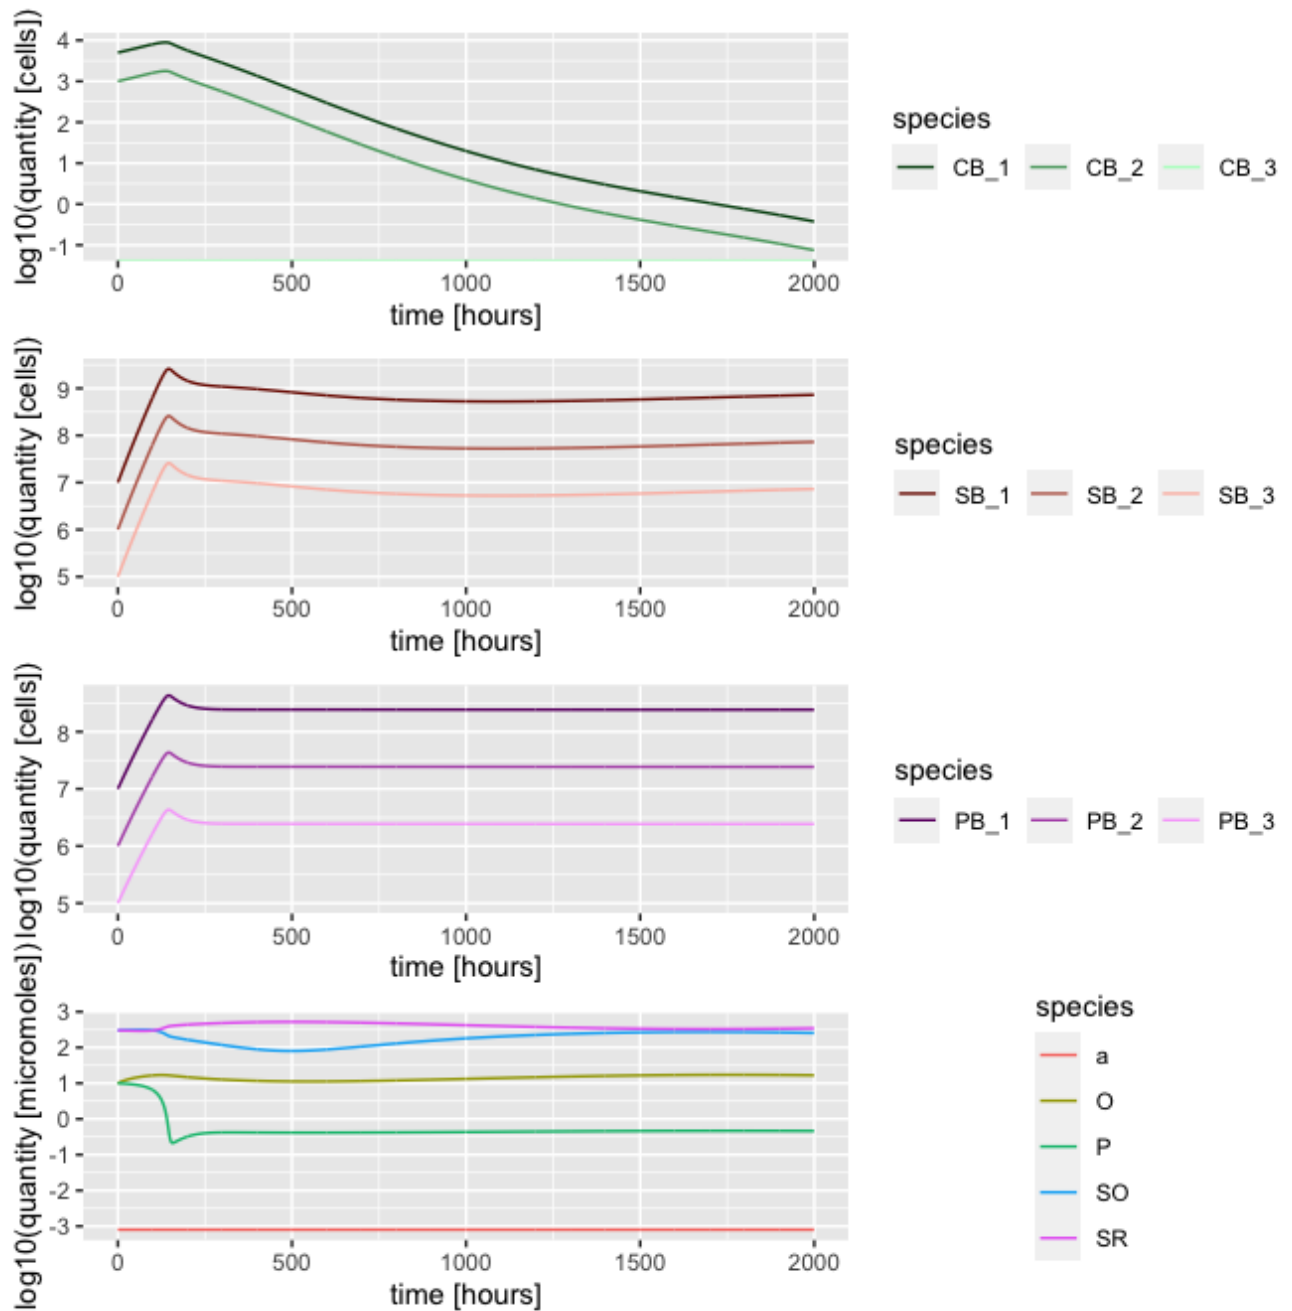 log10(quantity [cells])
4
3
2
1
0
-1
0 500 1000 1500 2000
time [hours]
species
CB_1 CB_2 CB_3
log10(quantity [cells])
9
8
7
6
5
0 500 1000 1500 2000
time [hours]
species
SB_1 SB_2 SB_3
log10(quantity [cells])
8
7
6
5
0 500 1000 1500 2000
time [hours]
species
PB_1 PB_2 PB_3
log10(quantity [micromoles])
3
2
1
0
-1
-2
-3
0 500 1000 1500 2000
time [hours]
species
a
O
P
SO
SR